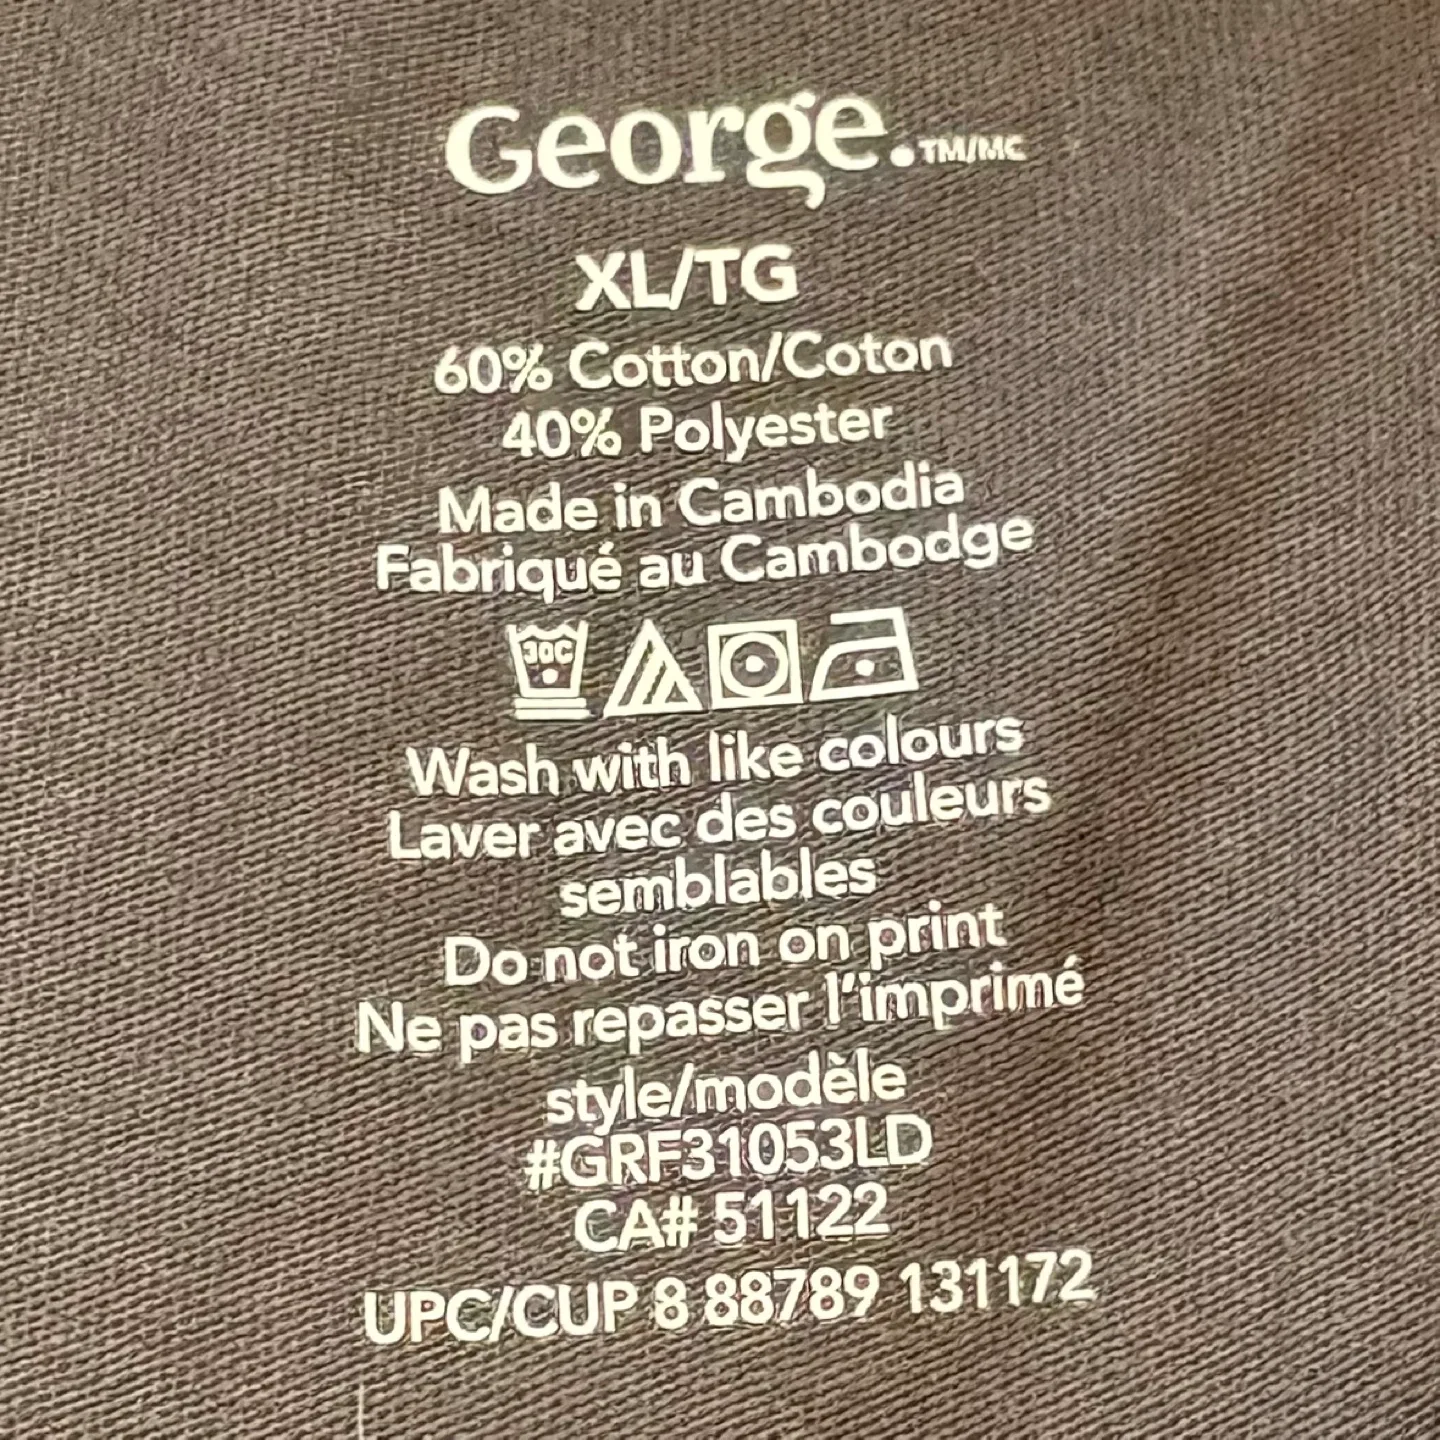 George.TM/MC
XL/TG
60% Cotton/Coton
40% Polyester
Made in Cambodia
Fabriqué au Cambodge
30C
Wash with like colours
Laver avec des couleurs
semblables
Do not iron on print
Ne pas repasser l'imprimé
style/modèle
#GRF31053LD
CA# 51122
UPC/CUP 8 88789 131172